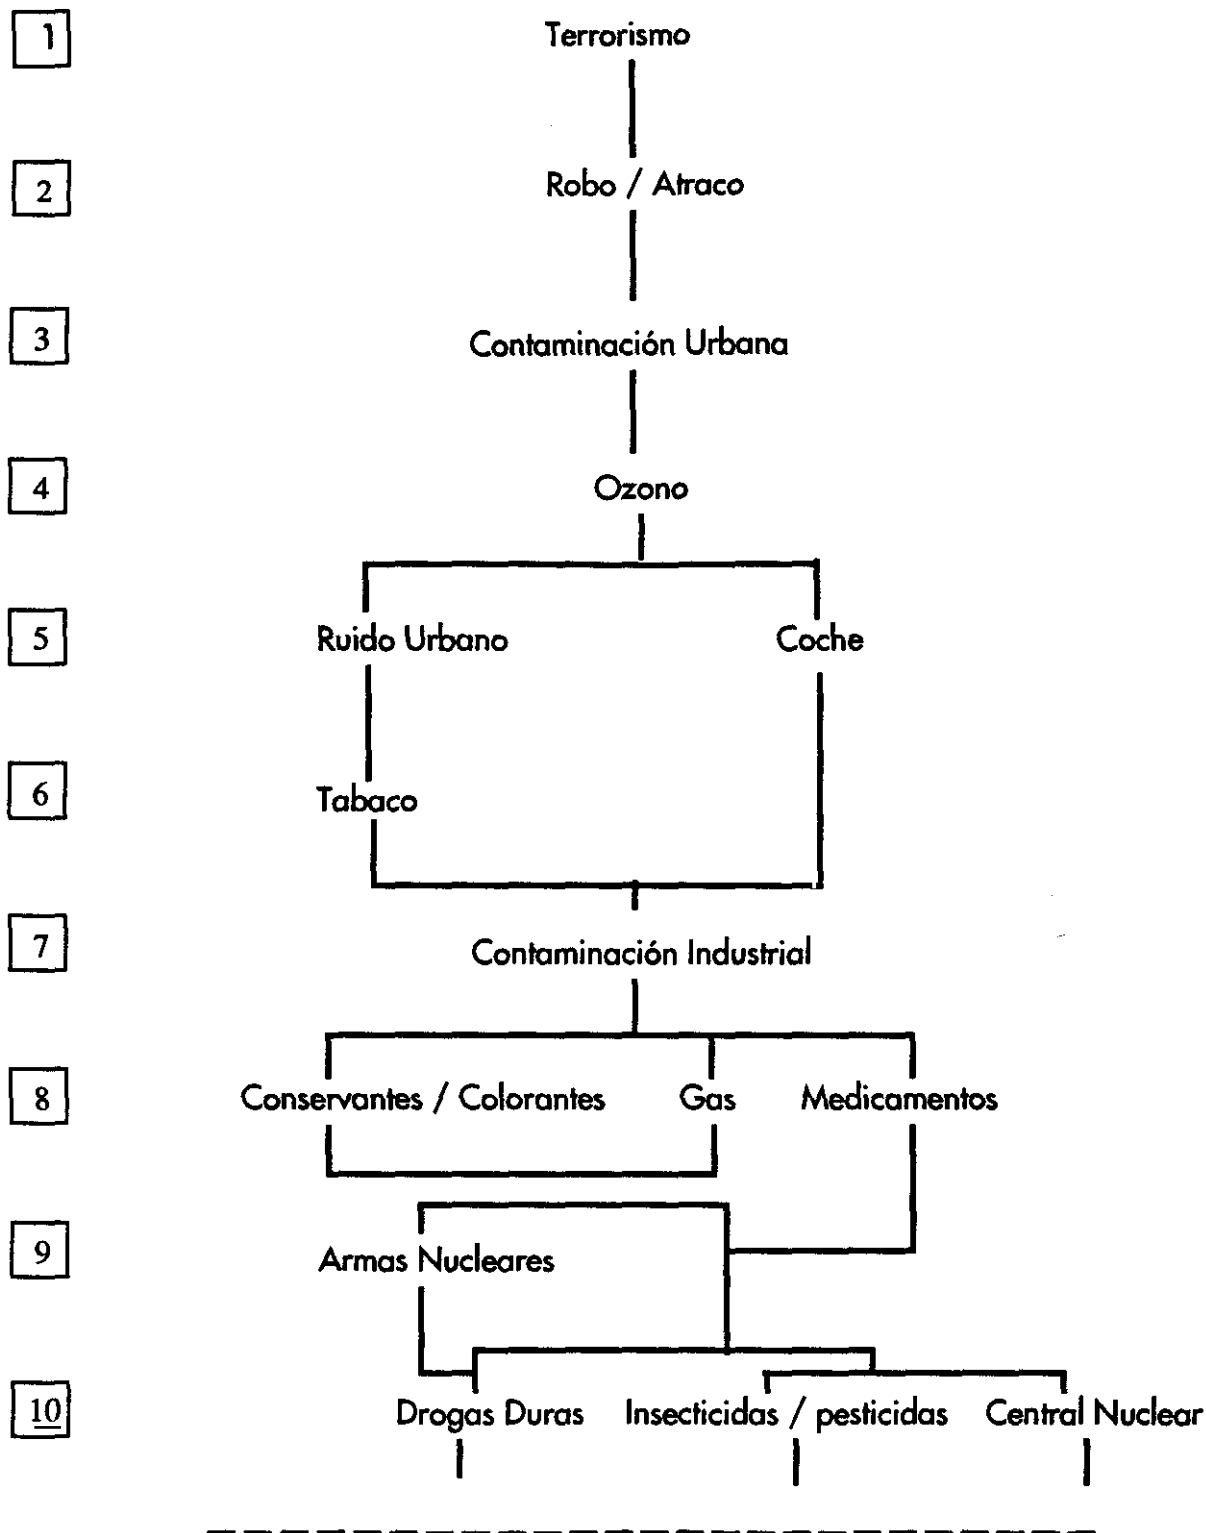 1 Terrorismo
2 Robo / Atraco
3 Contaminación Urbana
4 Ozono
5 Ruido Urbano Coche
6 Tabaco
7 Contaminación Industrial
8 Conservantes / Colorantes Gas Medicamentos
9 Armas Nucleares
10 Drogas Duras Insecticidas / pesticidas Central Nuclear